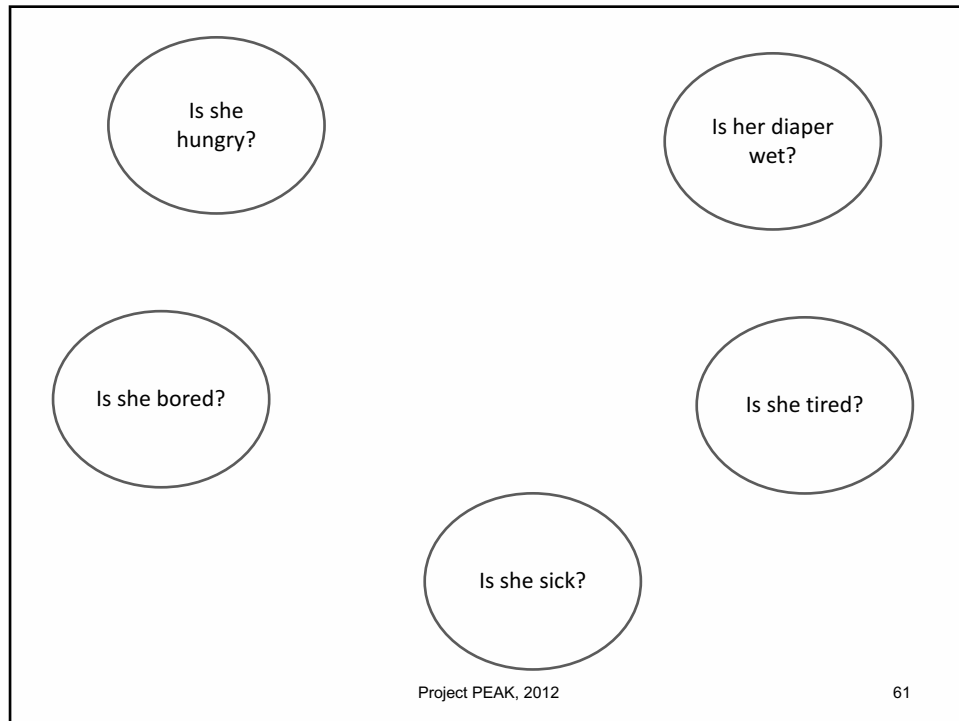 Is she
hungry?
Is her diaper
wet?
Is she bored?
Is she tired?
Is she sick?
Project PEAK, 2012
61